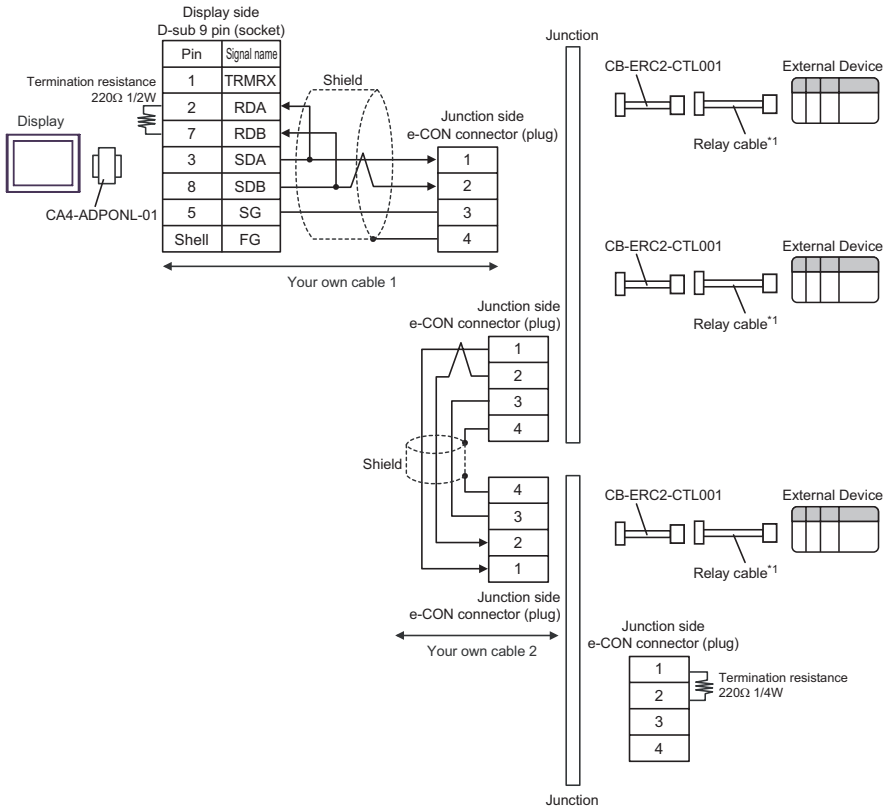 Display side
D-sub 9 pin (socket)
Pin Signal name
1 TRMRX
2 RDA
7 RDB
3 SDA
8 SDB
5 SG
Shell FG
Termination resistance
220Ω 1/2W
Display
CA4-ADPONL-01
Shield
Junction side
e-CON connector (plug)
1
2
3
4
Your own cable 1
Junction
CB-ERC2-CTL001
External Device
Relay cable*1
CB-ERC2-CTL001
External Device
Relay cable*1
Junction side
e-CON connector (plug)
1
2
3
4
Shield
4
3
2
1
Junction side
e-CON connector (plug)
Your own cable 2
CB-ERC2-CTL001
External Device
Relay cable*1
Junction side
e-CON connector (plug)
1
2
3
4
Termination resistance
220Ω 1/4W
Junction